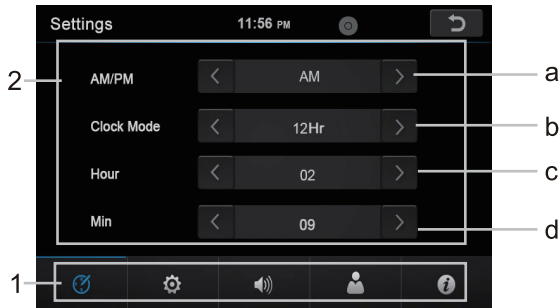 Settings 11:56 PM
2
AM/PM AM a
Clock Mode 12Hr b
Hour 02 c
Min 09 d
1